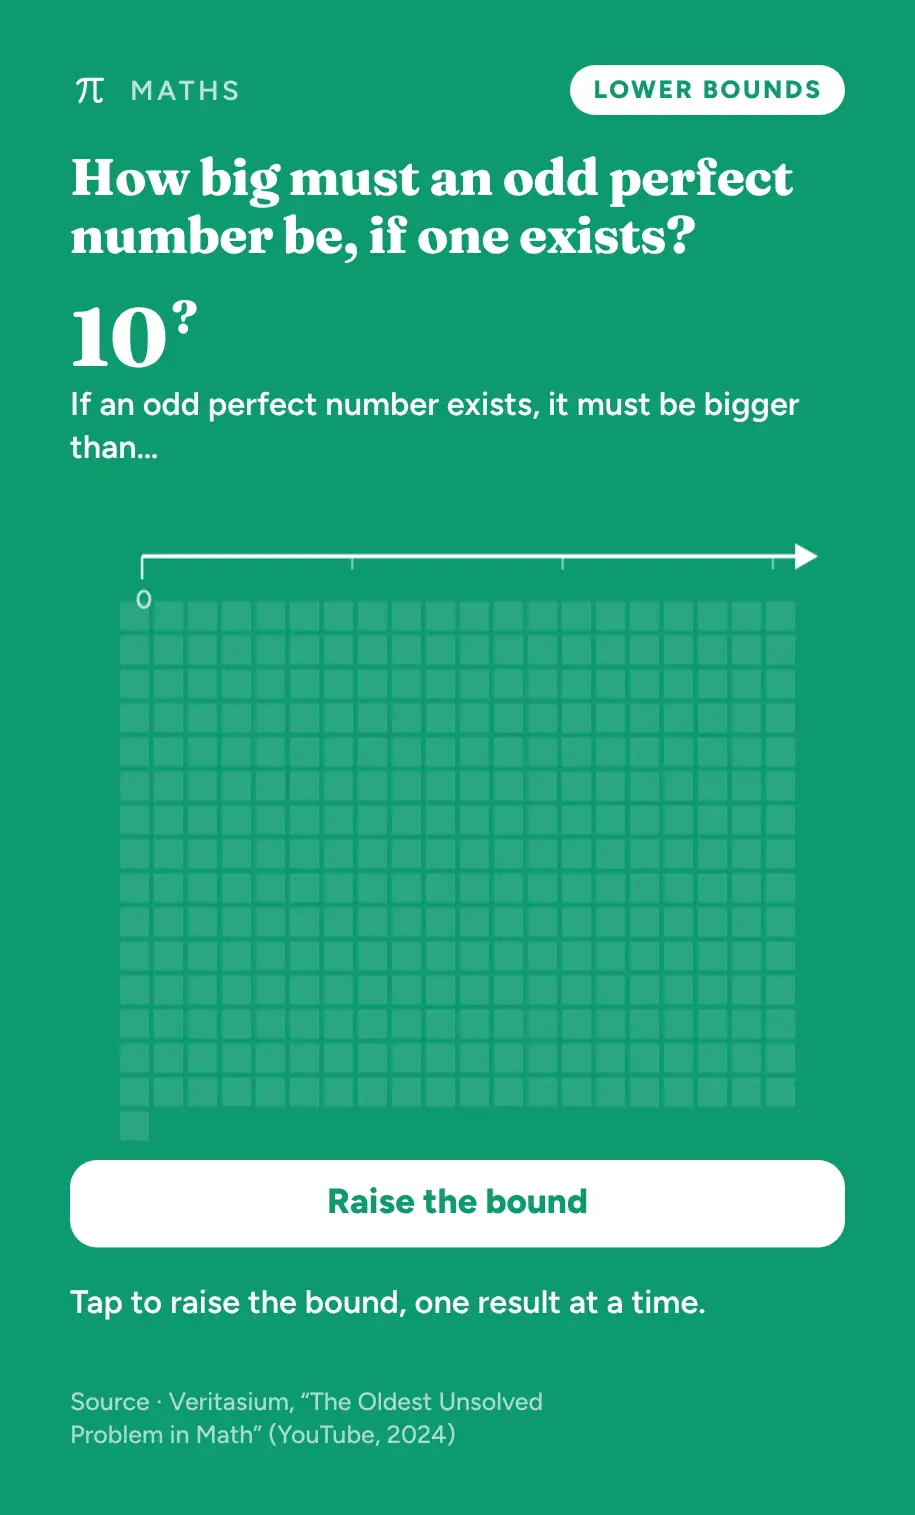 π MATHS
LOWER BOUNDS
How big must an odd perfect
number be, if one exists?
10?
If an odd perfect number exists, it must be bigger
than...
0
Raise the bound
Tap to raise the bound, one result at a time.
Source · Veritasium, “The Oldest Unsolved
Problem in Math” (YouTube, 2024)